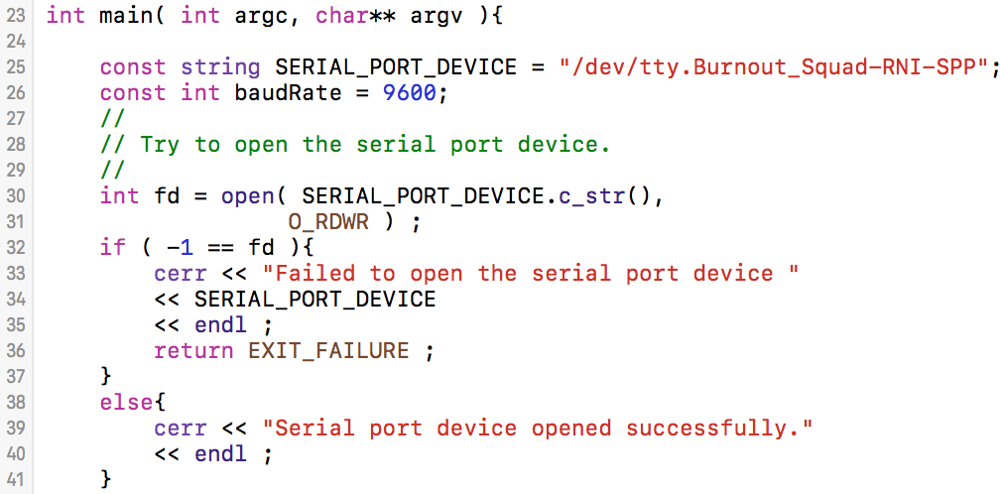 23 int main( int argc, char** argv ){
24
25     const string SERIAL_PORT_DEVICE = "/dev/tty.Burnout_Squad-RNI-SPP";
26     const int baudRate = 9600;
27     //
28     // Try to open the serial port device.
29     //
30     int fd = open( SERIAL_PORT_DEVICE.c_str(),
31                   O_RDWR ) ;
32     if ( -1 == fd ){
33         cerr << "Failed to open the serial port device "
34         << SERIAL_PORT_DEVICE
35         << endl ;
36         return EXIT_FAILURE ;
37     }
38     else{
39         cerr << "Serial port device opened successfully."
40         << endl ;
41     }